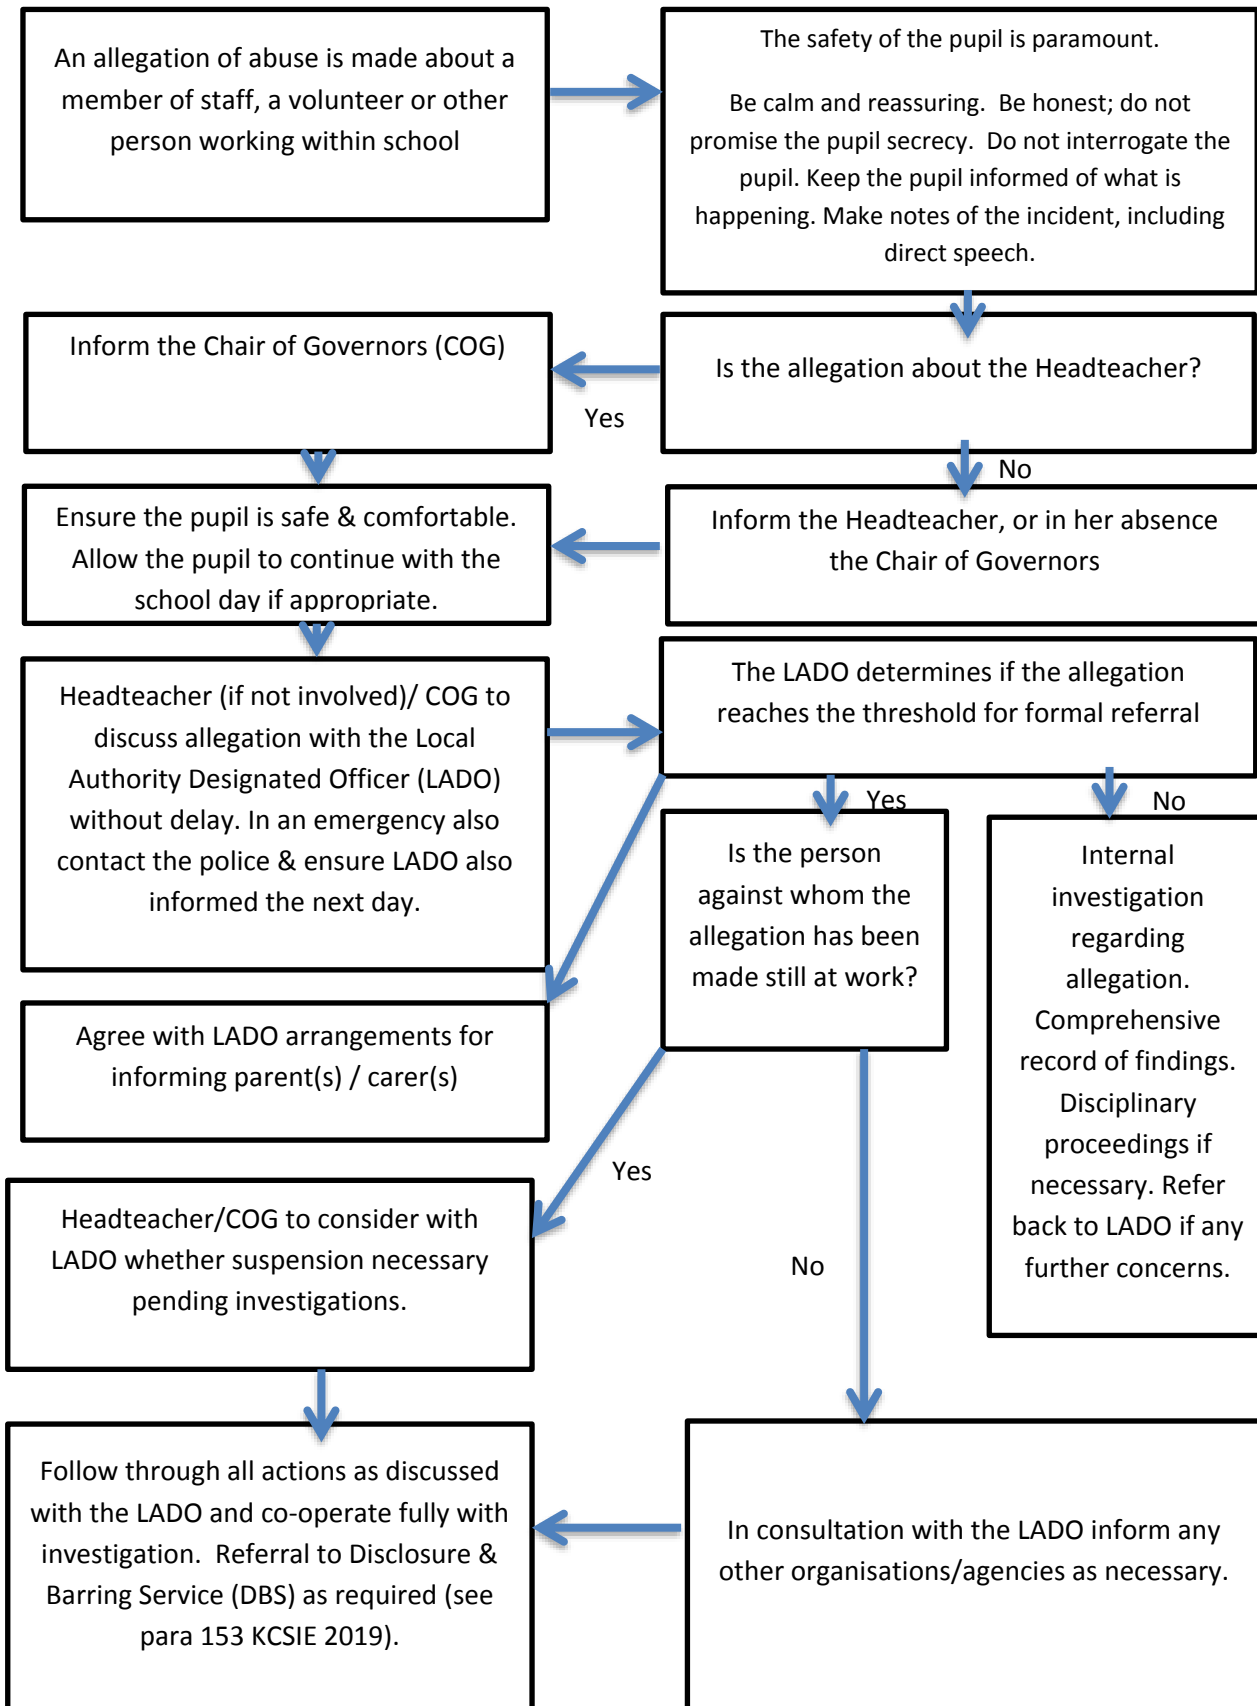 An allegation of abuse is made about a
member of staff, a volunteer or other
person working within school
The safety of the pupil is paramount.
Be calm and reassuring.  Be honest; do not
promise the pupil secrecy.  Do not interrogate the
pupil. Keep the pupil informed of what is
happening. Make notes of the incident, including
direct speech.
Inform the Chair of Governors (COG)
Yes
Is the allegation about the Headteacher?
No
Ensure the pupil is safe & comfortable.
Allow the pupil to continue with the
school day if appropriate.
Inform the Headteacher, or in her absence
the Chair of Governors
Headteacher (if not involved)/ COG to
discuss allegation with the Local
Authority Designated Officer (LADO)
without delay. In an emergency also
contact the police & ensure LADO also
informed the next day.
The LADO determines if the allegation
reaches the threshold for formal referral
Yes
No
Is the person
against whom the
allegation has been
made still at work?
Internal
investigation
regarding
allegation.
Comprehensive
record of findings.
Disciplinary
proceedings if
necessary. Refer
back to LADO if any
further concerns.
Agree with LADO arrangements for
informing parent(s) / carer(s)
Yes
No
Headteacher/COG to consider with
LADO whether suspension necessary
pending investigations.
Follow through all actions as discussed
with the LADO and co-operate fully with
investigation.  Referral to Disclosure &
Barring Service (DBS) as required (see
para 153 KCSIE 2019).
In consultation with the LADO inform any
other organisations/agencies as necessary.